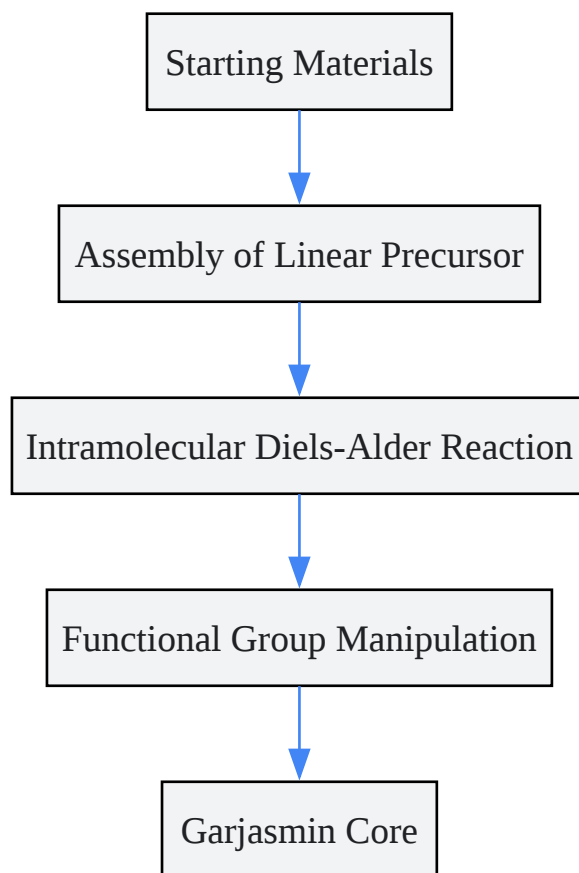 Starting Materials
Assembly of Linear Precursor
Intramolecular Diels-Alder Reaction
Functional Group Manipulation
Garjasmin Core